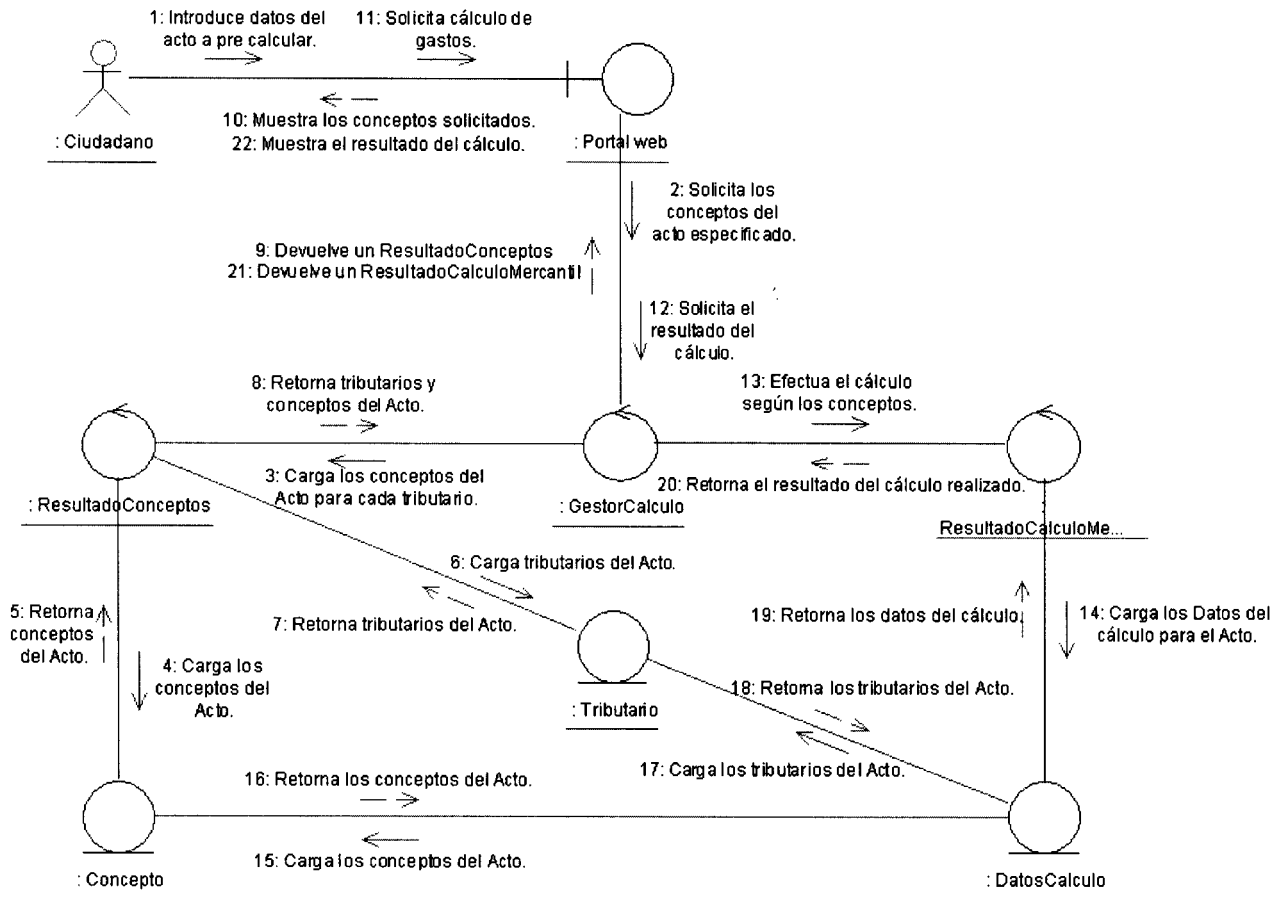 1: Introduce datos del
acto a pre calcular.
11: Solicita cálculo de
gastos.
10: Muestra los conceptos solicitados.
22: Muestra el resultado del cálculo.
: Ciudadano
: Portal web
2: Solicita los
conceptos del
acto especificado.
9: Devuelve un ResultadoConceptos
21: Devuelve un ResultadoCalculoMercantil
12: Solicita el
resultado del
cálculo.
8: Retorna tributarios y
conceptos del Acto.
13: Efectua el cálculo
según los conceptos.
3: Carga los conceptos del
Acto para cada tributario.
20: Retorna el resultado del cálculo realizado.
: ResultadoConceptos
: GestorCalculo
ResultadoCalculoMe...
6: Carga tributarios del Acto.
7: Retorna tributarios del Acto.
5: Retorna
conceptos
del Acto.
19: Retorna los datos del cálculo.
14: Carga los Datos del
cálculo para el Acto.
4: Carga los
conceptos del
Acto.
18: Retorna los tributarios del Acto.
: Tributario
17: Carga los tributarios del Acto.
16: Retorna los conceptos del Acto.
15: Carga los conceptos del Acto.
: Concepto
: DatosCalculo